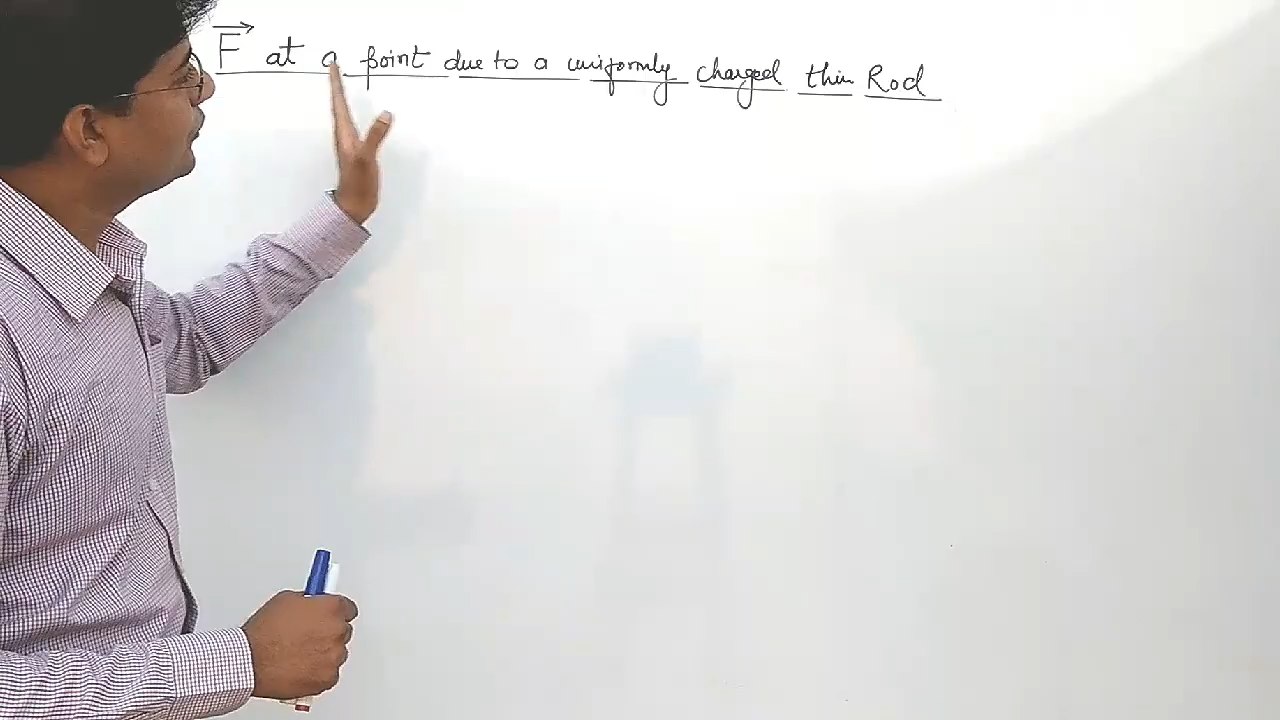 F⃗ at a point due to a uniformly charged thin Rod